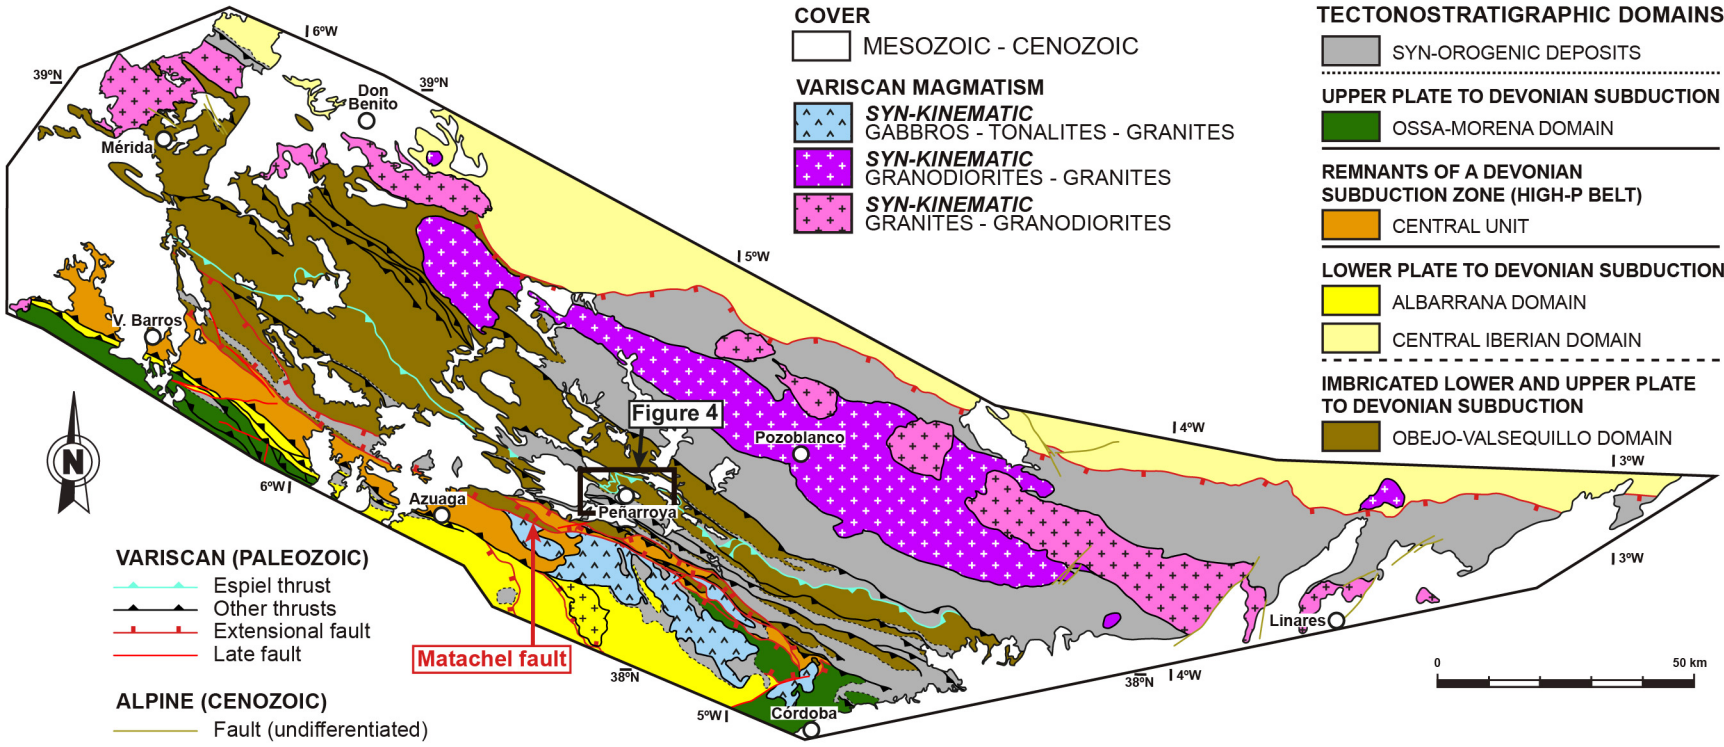 COVER
MESOZOIC - CENOZOIC
VARISCAN MAGMATISM
SYN-KINEMATIC
GABBROS - TONALITES - GRANITES
SYN-KINEMATIC
GRANODIORITES - GRANITES
SYN-KINEMATIC
GRANITES - GRANODIORITES
TECTONOSTRATIGRAPHIC DOMAINS
SYN-OROGENIC DEPOSITS
UPPER PLATE TO DEVONIAN SUBDUCTION
OSSA-MORENA DOMAIN
REMNANTS OF A DEVONIAN
SUBDUCTION ZONE (HIGH-P BELT)
CENTRAL UNIT
LOWER PLATE TO DEVONIAN SUBDUCTION
ALBARRANA DOMAIN
CENTRAL IBERIAN DOMAIN
IMBRICATED LOWER AND UPPER PLATE
TO DEVONIAN SUBDUCTION
OBEJO-VALSEQUILLO DOMAIN
6ºW
39ºN
39ºN
Don
Benito
Mérida
5ºW
V. Barros
Figure 4
Pozoblanco
4ºW
3ºW
6ºW
Azuaga
Peñarroya
N
3ºW
Linares
Matachel fault
38ºN
38ºN
4ºW
5ºW
Córdoba
0
50 km
VARISCAN (PALEOZOIC)
Espiel thrust
Other thrusts
Extensional fault
Late fault
ALPINE (CENOZOIC)
Fault (undifferentiated)